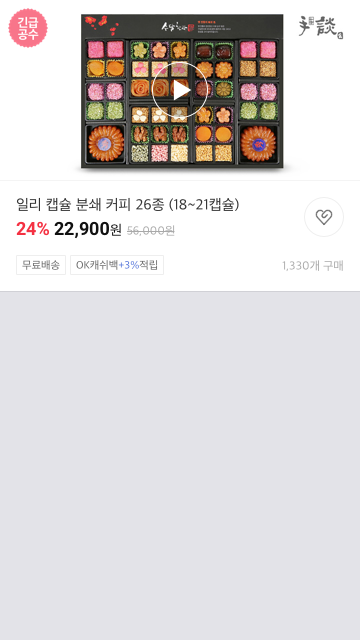 긴급
공수
수담
手談
일리 캡슐 분쇄 커피 26종 (18~21캡슐)
24% 22,900원 56,000원
무료배송 OK캐쉬백+3%적립
1,330개 구매